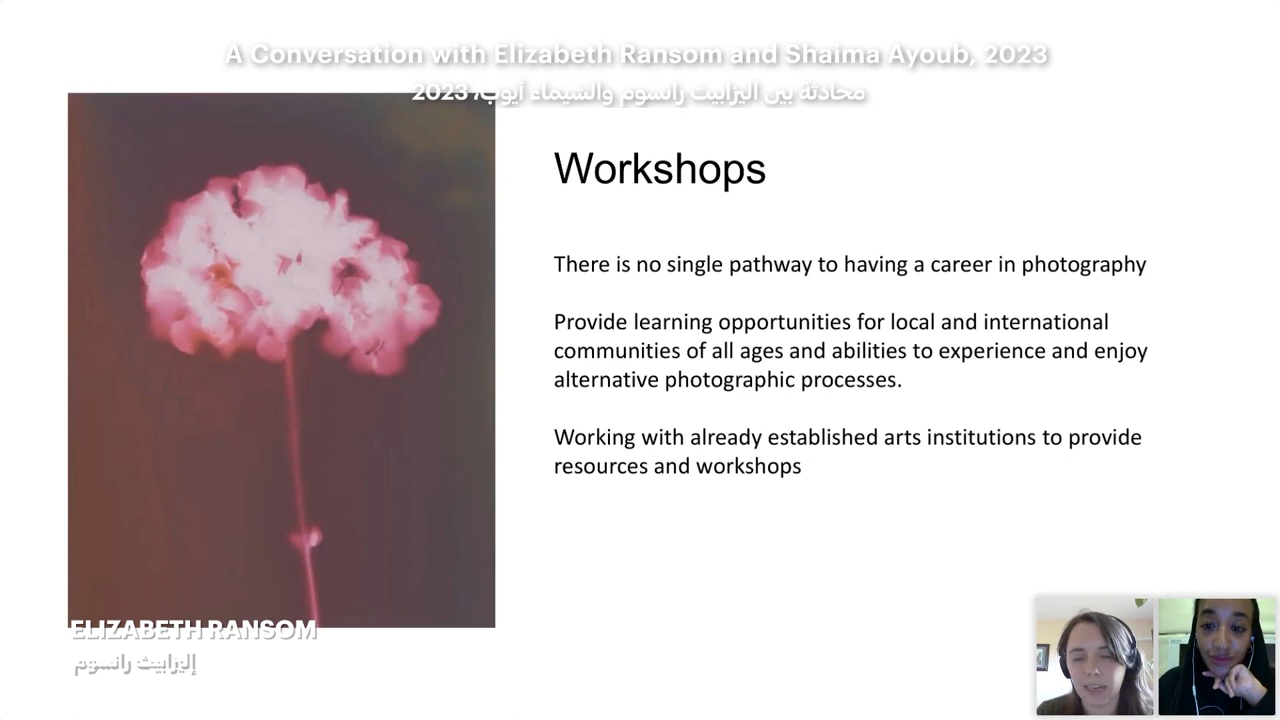 A Conversation with Elizabeth Ransom and Shaima Ayoub, 2023
محادثة بين اليزابيث رانسوم والشيماء أيوب، 2023
Workshops
There is no single pathway to having a career in photography
Provide learning opportunities for local and international
communities of all ages and abilities to experience and enjoy
alternative photographic processes.
Working with already established arts institutions to provide
resources and workshops
ELIZABETH RANSOM
إليزابيث رانسوم